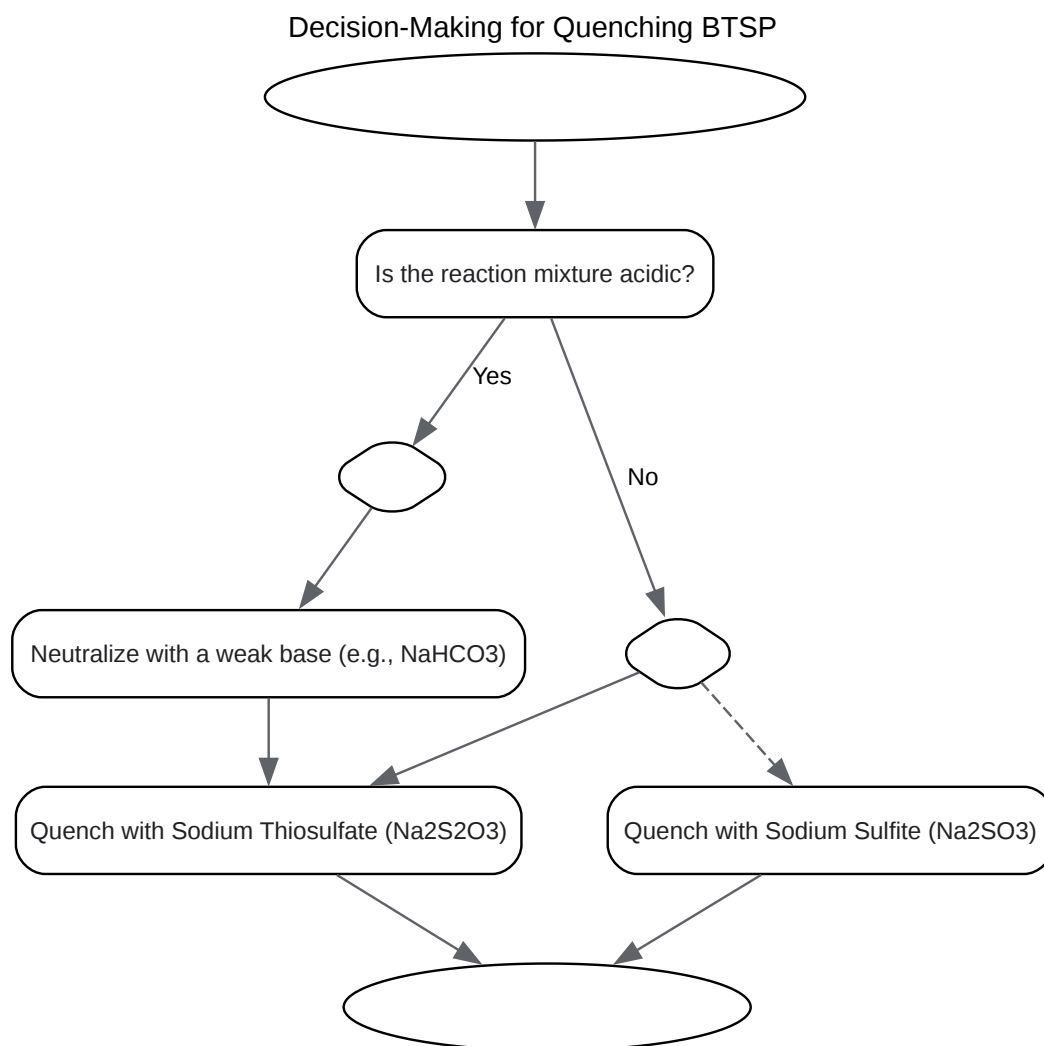 Decision-Making for Quenching BTSP
Is the reaction mixture acidic?
Yes
No
Neutralize with a weak base (e.g., NaHCO3)
Quench with Sodium Thiosulfate (Na2S2O3)
Quench with Sodium Sulfite (Na2SO3)